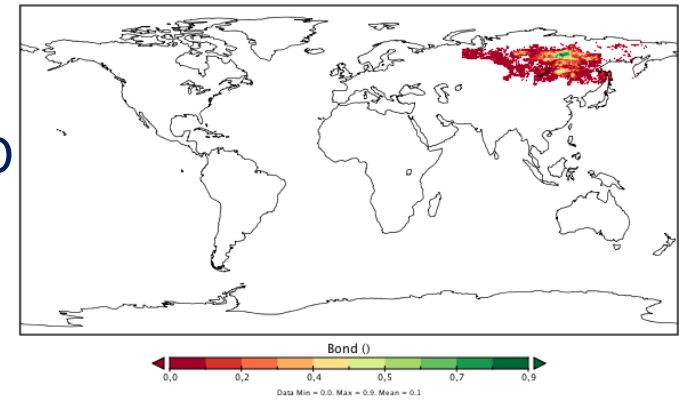 o
Bond ()
0,0 0,2 0,4 0,5 0,7 0,9
Data Min = 0.0, Max = 0.9, Mean = 0.1